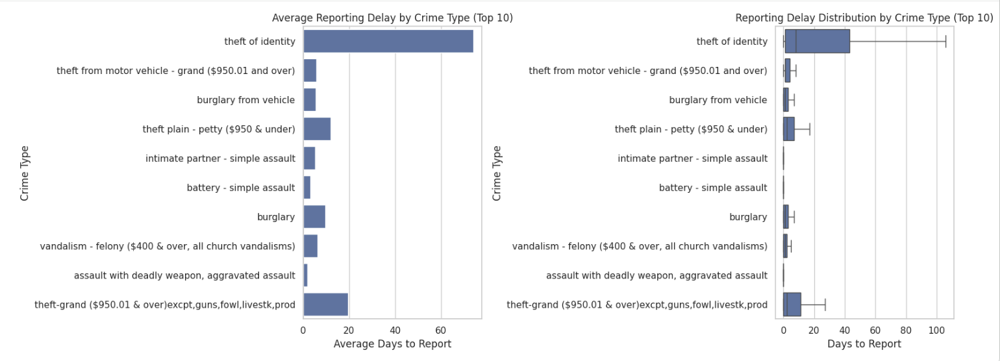 Average Reporting Delay by Crime Type (Top 10)
theft of identity
theft from motor vehicle - grand ($950.01 and over)
burglary from vehicle
theft plain - petty ($950 & under)
intimate partner - simple assault
battery - simple assault
burglary
vandalism - felony ($400 & over, all church vandalisms)
assault with deadly weapon, aggravated assault
theft-grand ($950.01 & over)excpt,guns,fowl,livestk,prod
Crime Type
0 20 40 60
Average Days to Report
Reporting Delay Distribution by Crime Type (Top 10)
theft of identity
theft from motor vehicle - grand ($950.01 and over)
burglary from vehicle
theft plain - petty ($950 & under)
intimate partner - simple assault
battery - simple assault
burglary
vandalism - felony ($400 & over, all church vandalisms)
assault with deadly weapon, aggravated assault
theft-grand ($950.01 & over)excpt,guns,fowl,livestk,prod
Crime Type
0 20 40 60 80 100
Days to Report